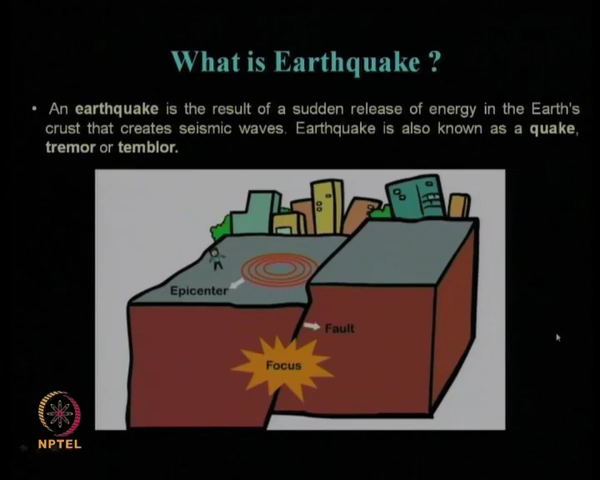 What is Earthquake ?
• An earthquake is the result of a sudden release of energy in the Earth's
crust that creates seismic waves. Earthquake is also known as a quake,
tremor or temblor.
Epicenter
Fault
Focus
NPTEL